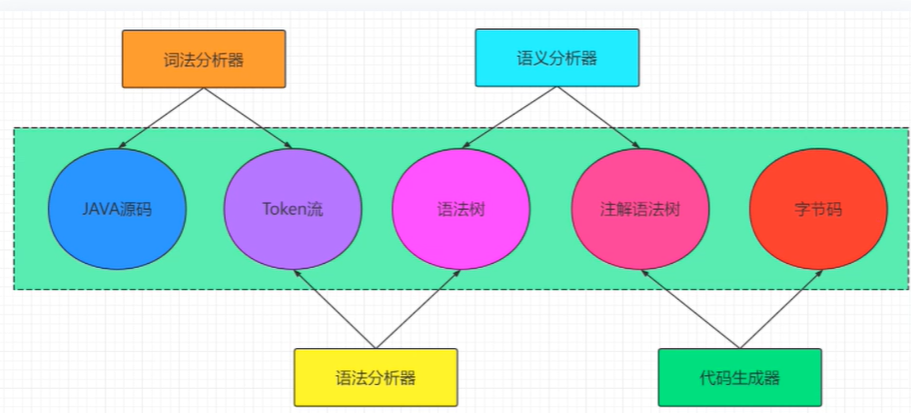 词法分析器
语义分析器
JAVA源码
Token流
语法树
注解语法树
字节码
语法分析器
代码生成器